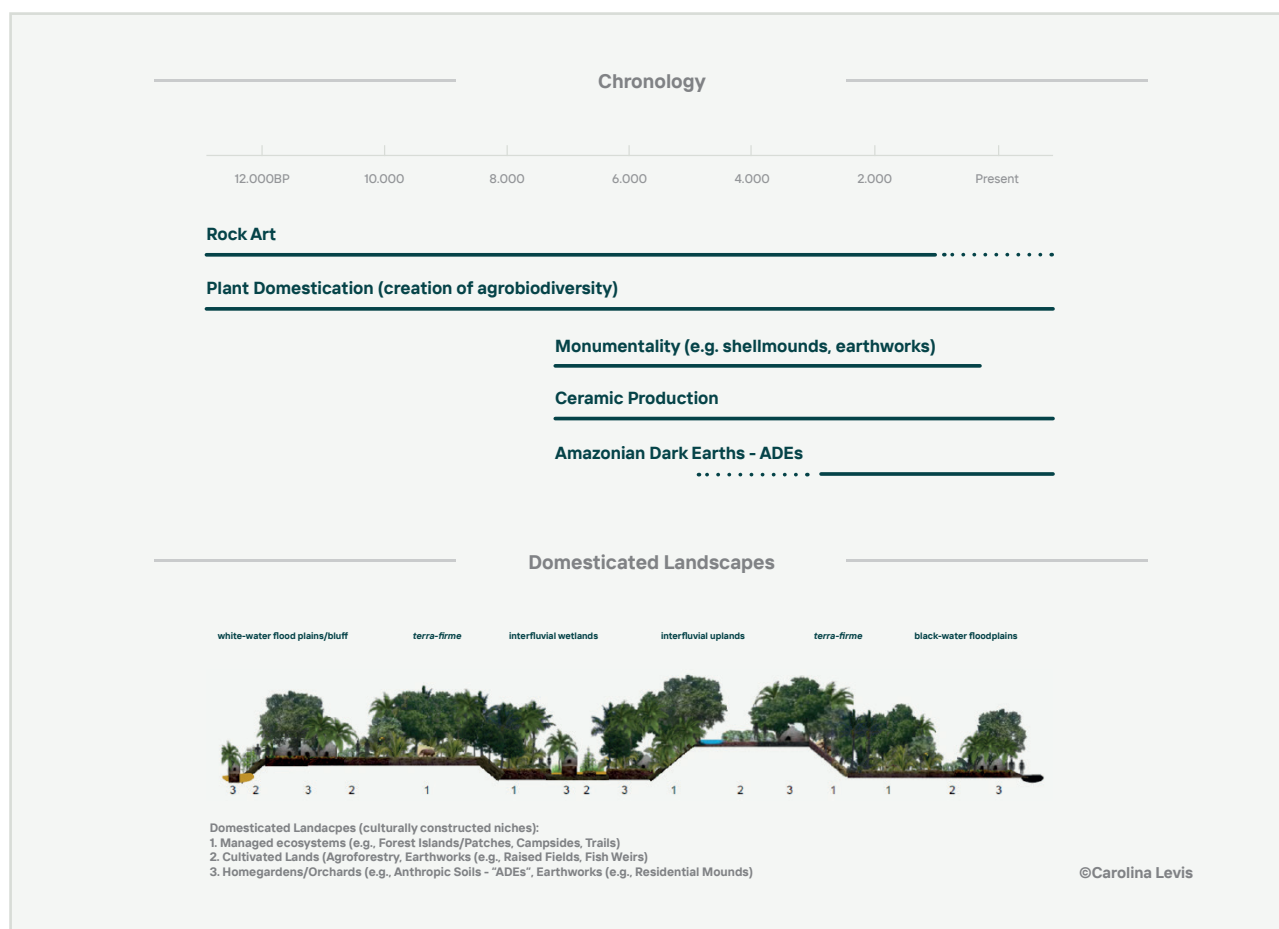 Chronology
12.000BP 10.000 8.000 6.000 4.000 2.000 Present
Rock Art
Plant Domestication (creation of agrobiodiversity)
Monumentality (e.g. shellmounds, earthworks)
Ceramic Production
Amazonian Dark Earths - ADEs
Domesticated Landscapes
white-water flood plains/bluff terra-firme interfluvial wetlands interfluvial uplands terra-firme black-water floodplains
3 2 3 2 1 1 3 2 3 1 2 3 1 1 2 3
Domesticated Landacpes (culturally constructed niches):
1. Managed ecosystems (e.g., Forest Islands/Patches, Campsides, Trails)
2. Cultivated Lands (Agroforestry, Earthworks (e.g., Raised Fields, Fish Weirs)
3. Homegardens/Orchards (e.g., Anthropic Soils - "ADEs", Earthworks (e.g., Residential Mounds)
©Carolina Levis